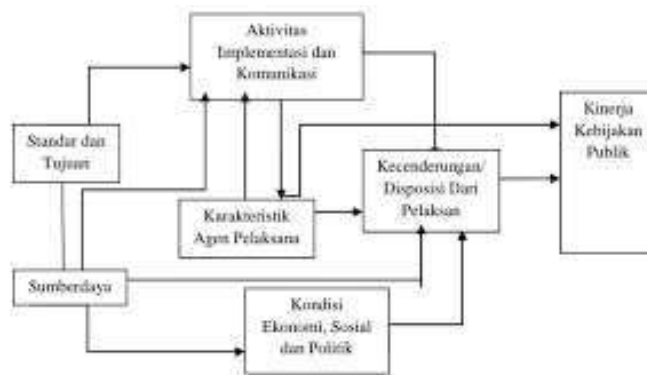 Aktivitas
Implementasi dan
Komunikasi
Kinerja
Kebijakan
Publik
Standar dan
Tujuan
Kecenderungan/
Disposisi Dari
Pelaksan
Karakteristik
Agen Pelaksana
Sumberdaya
Kondisi
Ekonomi, Sosial
dan Politik